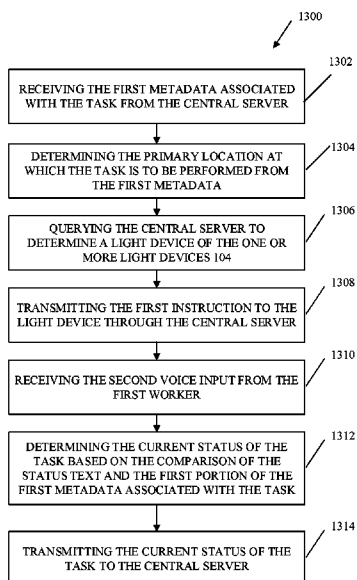 1300
1302
RECEIVING THE FIRST METADATA ASSOCIATED
WITH THE TASK FROM THE CENTRAL SERVER
1304
DETERMINING THE PRIMARY LOCATION AT
WHICH THE TASK IS TO BE PERFORMED FROM
THE FIRST METADATA
1306
QUERYING THE CENTRAL SERVER TO
DETERMINE A LIGHT DEVICE OF THE ONE OR
MORE LIGHT DEVICES 104
1308
TRANSMITTING THE FIRST INSTRUCTION TO THE
LIGHT DEVICE THROUGH THE CENTRAL SERVER
1310
RECEIVING THE SECOND VOICE INPUT FROM THE
FIRST WORKER
1312
DETERMINING THE CURRENT STATUS OF THE
TASK BASED ON THE COMPARISON OF THE
STATUS TEXT AND THE FIRST PORTION OF THE
FIRST METADATA ASSOCIATED WITH THE TASK
1314
TRANSMITTING THE CURRENT STATUS OF THE
TASK TO THE CENTRAL SERVER